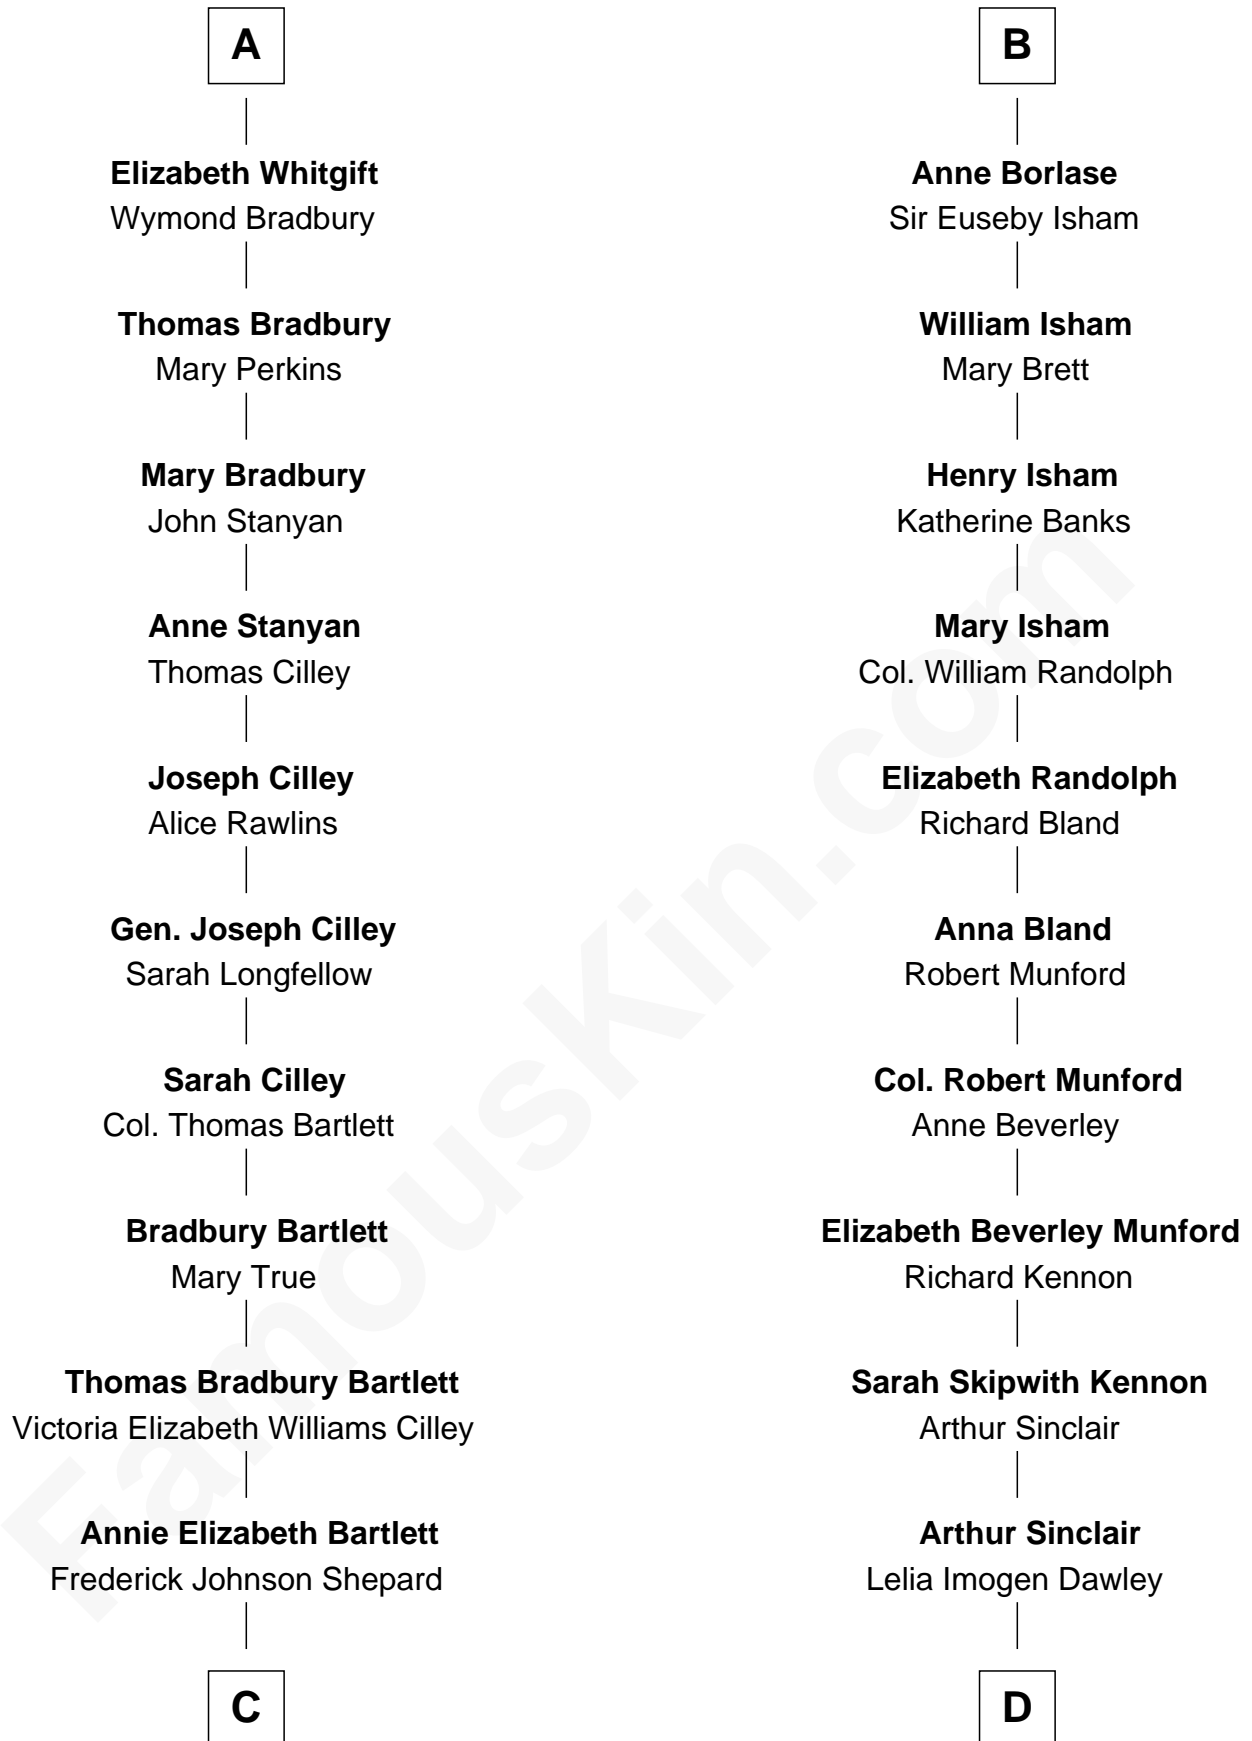 A
Elizabeth Whitgift
Wymond Bradbury
Thomas Bradbury
Mary Perkins
Mary Bradbury
John Stanyan
Anne Stanyan
Thomas Cilley
Joseph Cilley
Alice Rawlins
Gen. Joseph Cilley
Sarah Longfellow
Sarah Cilley
Col. Thomas Bartlett
Bradbury Bartlett
Mary True
Thomas Bradbury Bartlett
Victoria Elizabeth Williams Cilley
Annie Elizabeth Bartlett
Frederick Johnson Shepard
C
B
Anne Borlase
Sir Euseby Isham
William Isham
Mary Brett
Henry Isham
Katherine Banks
Mary Isham
Col. William Randolph
Elizabeth Randolph
Richard Bland
Anna Bland
Robert Munford
Col. Robert Munford
Anne Beverley
Elizabeth Beverley Munford
Richard Kennon
Sarah Skipwith Kennon
Arthur Sinclair
Arthur Sinclair
Lelia Imogen Dawley
D
FamousKin.com